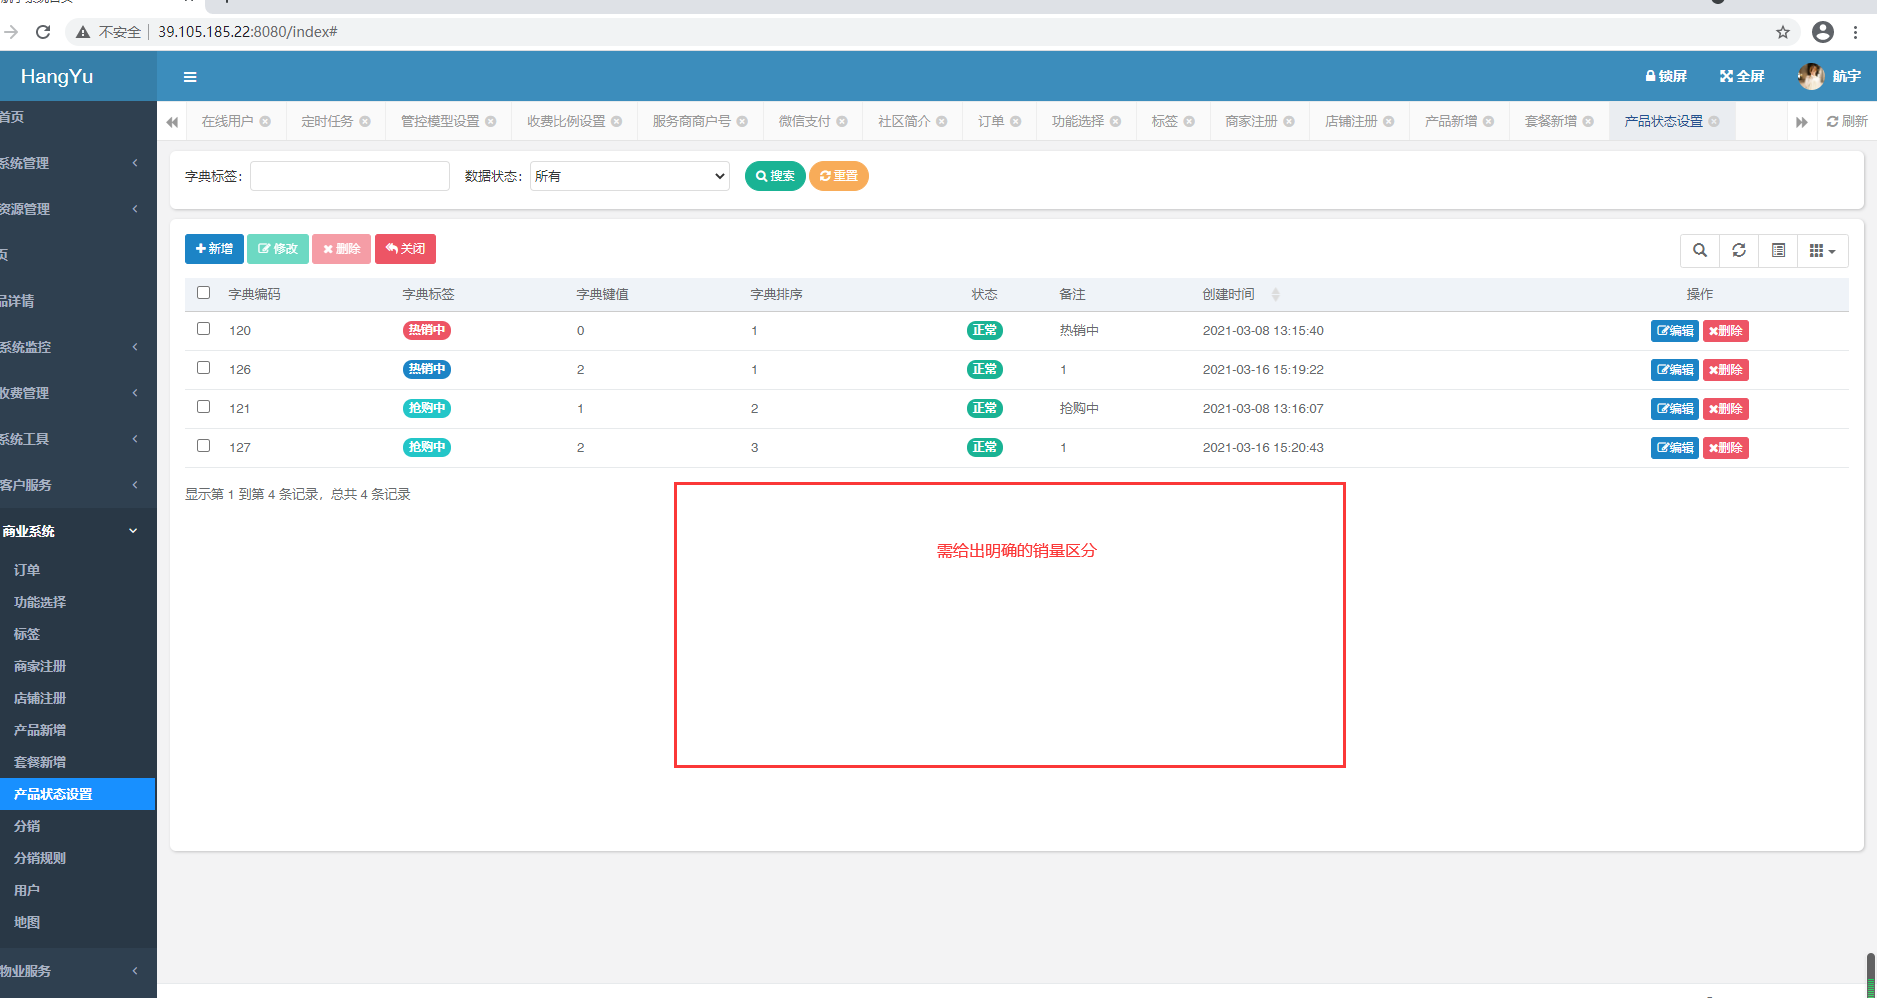 不安全 39.105.185.22:8080/index#
HangYu 锁屏 全屏 航宇
在线用户 定时任务 管控模型设置 收费比例设置 服务商商户号 微信支付 社区简介 订单 功能选择 标签 商家注册 店铺注册 产品新增 套餐新增 产品状态设置 刷新
首页
系统管理
资源管理
页
品详情
系统监控
收费管理
系统工具
客户服务
商业系统
订单
功能选择
标签
商家注册
店铺注册
产品新增
套餐新增
产品状态设置
分销
分销规则
用户
地图
物业服务
字典标签： 数据状态： 所有 搜索 重置
新增 修改 删除 关闭
字典编码 字典标签 字典键值 字典排序 状态 备注 创建时间 操作
120 热销中 0 1 正常 热销中 2021-03-08 13:15:40 编辑 删除
126 热销中 2 1 正常 1 2021-03-16 15:19:22 编辑 删除
121 抢购中 1 2 正常 抢购中 2021-03-08 13:16:07 编辑 删除
127 抢购中 2 3 正常 1 2021-03-16 15:20:43 编辑 删除
显示第 1 到第 4 条记录，总共 4 条记录
需给出明确的销量区分